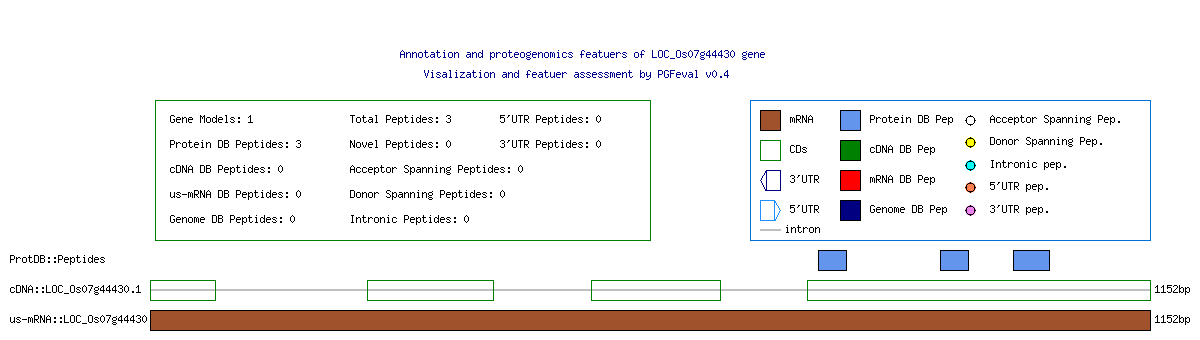 Annotation and proteogenomics featuers of LOC_Os07g44430 gene
Visalization and featuer assessment by PGFeval v0.4
Gene Models: 1 Total Peptides: 3 5'UTR Peptides: 0
Protein DB Peptides: 3 Novel Peptides: 0 3'UTR Peptides: 0
cDNA DB Peptides: 0 Acceptor Spanning Peptides: 0
us-mRNA DB Peptides: 0 Donor Spanning Peptides: 0
Genome DB Peptides: 0 Intronic Peptides: 0
mRNA Protein DB Pep Acceptor Spanning Pep.
CDs cDNA DB Pep Donor Spanning Pep.
3'UTR mRNA DB Pep Intronic pep.
5'UTR Genome DB Pep 5'UTR pep.
intron 3'UTR pep.
ProtDB::Peptides
cDNA::LOC_Os07g44430.1 1152bp
us-mRNA::LOC_Os07g44430 1152bp